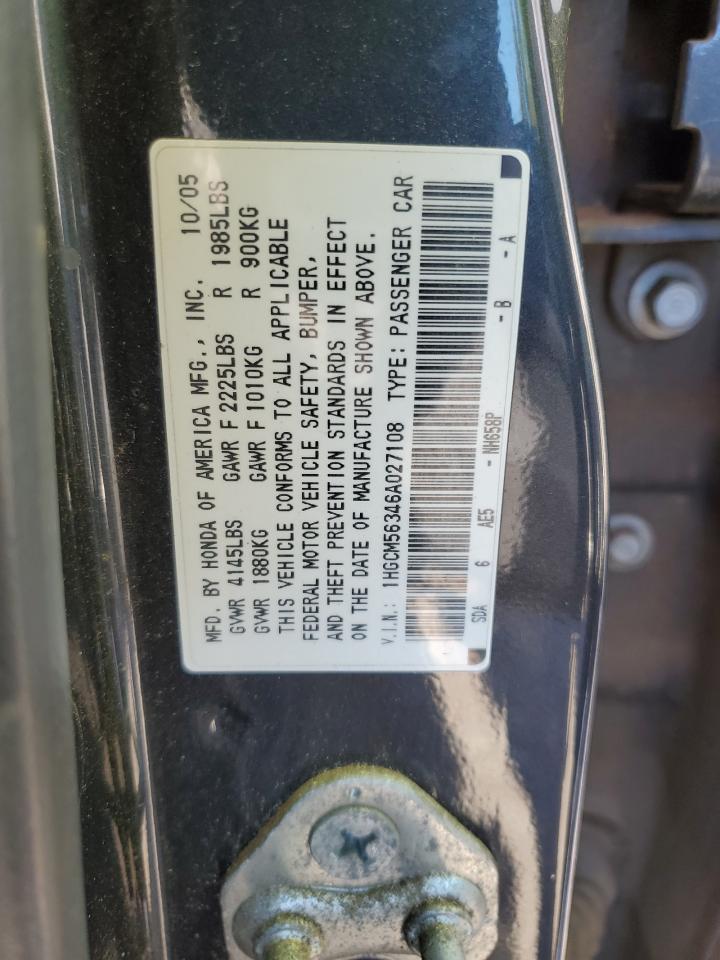 MFD. BY HONDA OF AMERICA MFG., INC. 10/05
GVWR 4145LBS GAWR F 2225LBS R 1985LBS
GVWR 1880KG GAWR F 1010KG R 900KG
THIS VEHICLE CONFORMS TO ALL APPLICABLE
FEDERAL MOTOR VEHICLE SAFETY, BUMPER,
AND THEFT PREVENTION STANDARDS IN EFFECT
ON THE DATE OF MANUFACTURE SHOWN ABOVE.
V.I.N.: 1HGCM56346A027108 TYPE: PASSENGER CAR
SDA 6 AE5 - NH658P - B - A